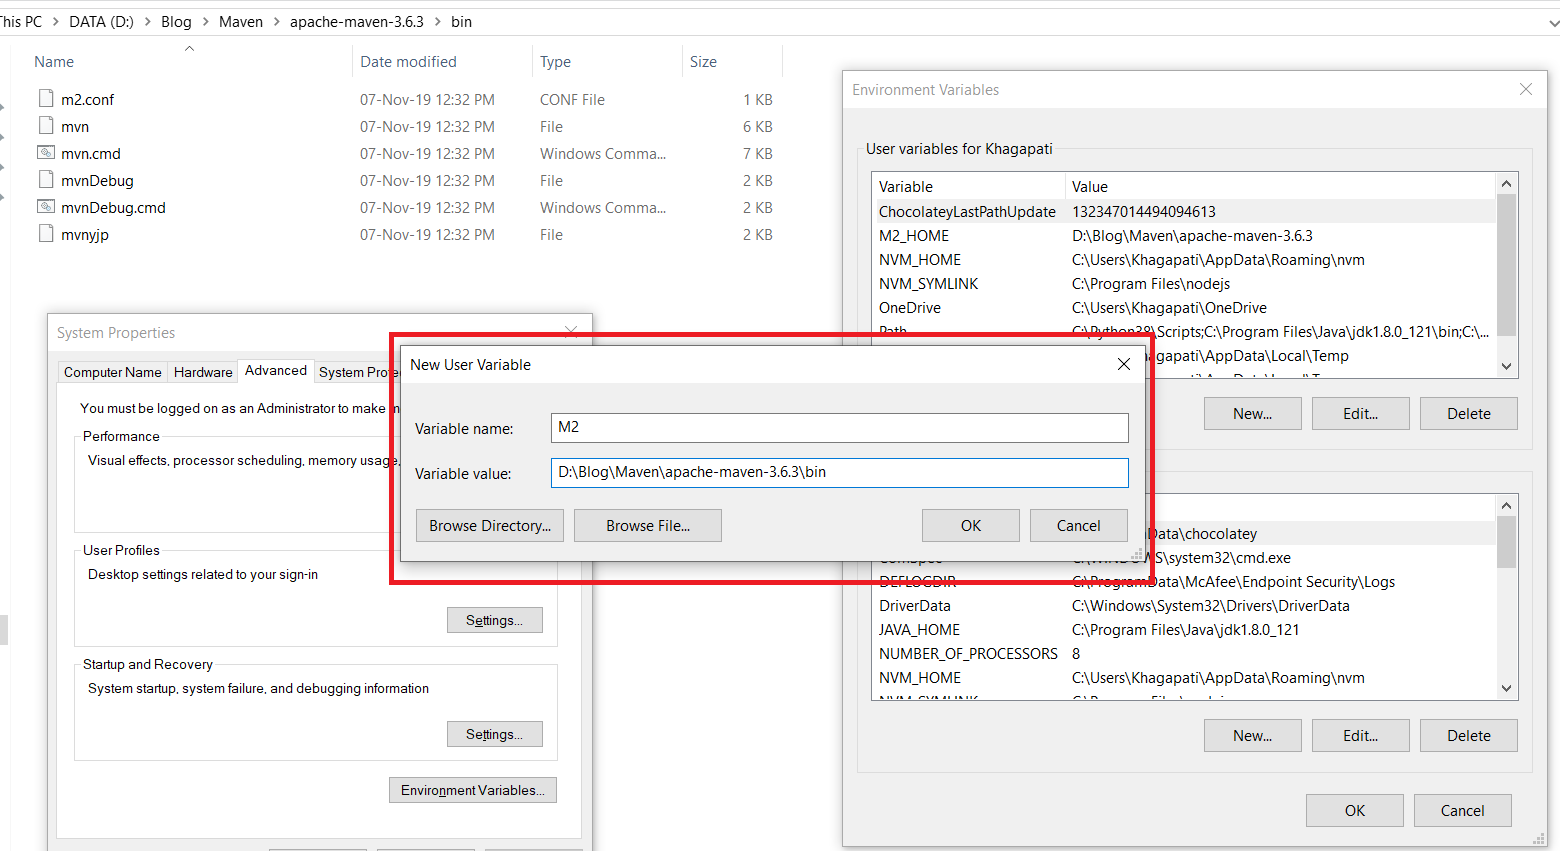 This PC > DATA (D:) > Blog > Maven > apache-maven-3.6.3 > bin
Name Date modified Type Size
m2.conf 07-Nov-19 12:32 PM CONF File 1 KB
mvn 07-Nov-19 12:32 PM File 6 KB
mvn.cmd 07-Nov-19 12:32 PM Windows Comma... 7 KB
mvnDebug 07-Nov-19 12:32 PM File 2 KB
mvnDebug.cmd 07-Nov-19 12:32 PM Windows Comma... 2 KB
mvnyjp 07-Nov-19 12:32 PM File 2 KB
System Properties
Computer Name Hardware Advanced System Prote
You must be logged on as an Administrator to make m
Performance
Visual effects, processor scheduling, memory usage,
User Profiles
Desktop settings related to your sign-in
Settings...
Startup and Recovery
System startup, system failure, and debugging information
Settings...
Environment Variables...
New User Variable
Variable name: M2
Variable value: D:\Blog\Maven\apache-maven-3.6.3\bin
Browse Directory... Browse File... OK Cancel
Environment Variables
User variables for Khagapati
Variable Value
ChocolateyLastPathUpdate 132347014494094613
M2_HOME D:\Blog\Maven\apache-maven-3.6.3
NVM_HOME C:\Users\Khagapati\AppData\Roaming\nvm
NVM_SYMLINK C:\Program Files\nodejs
OneDrive C:\Users\Khagapati\OneDrive
Path C:\Python38\Scripts;C:\Program Files\Java\jdk1.8.0_121\bin;C:\...
agapati\AppData\Local\Temp
New... Edit... Delete
Data\chocolatey
ComSpec C:\WINDOWS\system32\cmd.exe
DEFLOGDIR C:\ProgramData\McAfee\Endpoint Security\Logs
DriverData C:\Windows\System32\Drivers\DriverData
JAVA_HOME C:\Program Files\Java\jdk1.8.0_121
NUMBER_OF_PROCESSORS 8
NVM_HOME C:\Users\Khagapati\AppData\Roaming\nvm
NVM_SYMLINK C:\Program Files\nodejs
New... Edit... Delete
OK Cancel